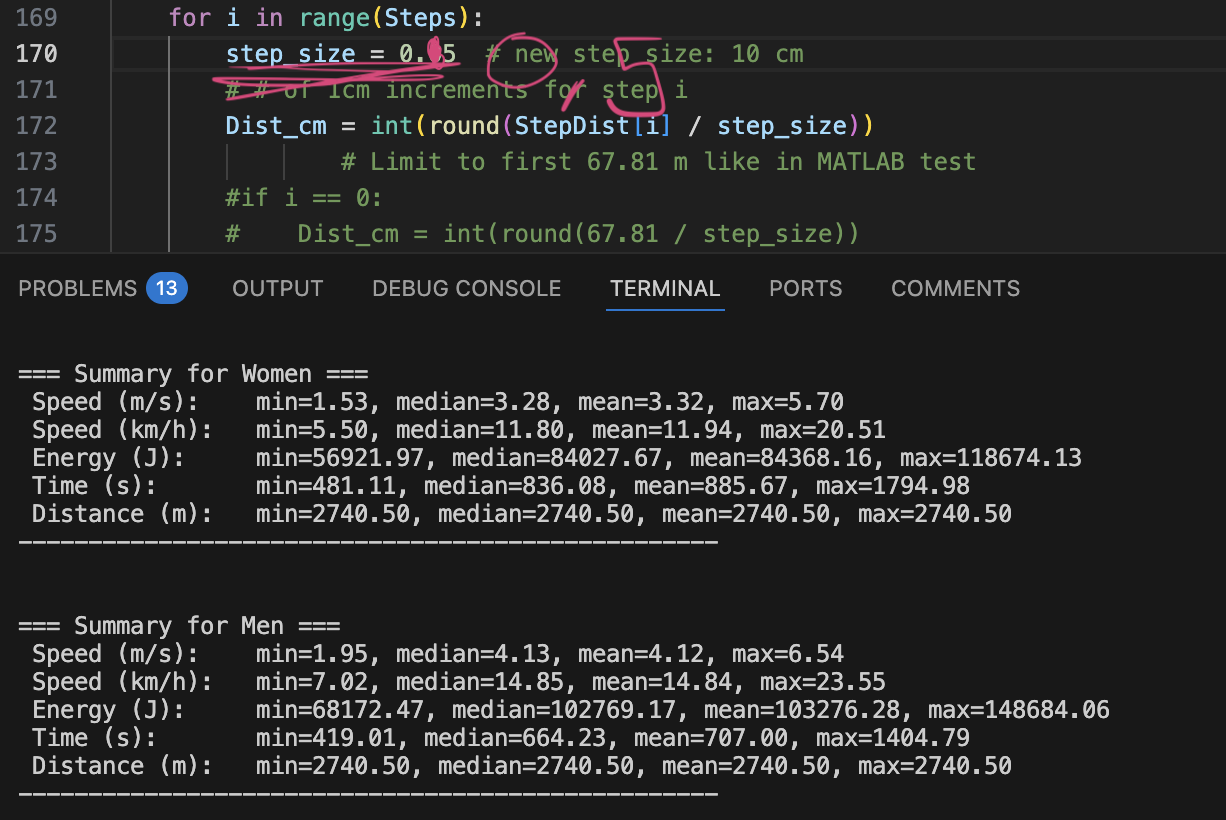 169 for i in range(Steps):
170 step_size = 0.05 # new step size: 10 cm
171 # # of 1cm increments for step i
172 Dist_cm = int(round(StepDist[i] / step_size))
173 # Limit to first 67.81 m like in MATLAB test
174 #if i == 0:
175 #    Dist_cm = int(round(67.81 / step_size))
PROBLEMS 13 OUTPUT DEBUG CONSOLE TERMINAL PORTS COMMENTS
=== Summary for Women ===
Speed (m/s): min=1.53, median=3.28, mean=3.32, max=5.70
Speed (km/h): min=5.50, median=11.80, mean=11.94, max=20.51
Energy (J): min=56921.97, median=84027.67, mean=84368.16, max=118674.13
Time (s): min=481.11, median=836.08, mean=885.67, max=1794.98
Distance (m): min=2740.50, median=2740.50, mean=2740.50, max=2740.50
--------------------------------------------------
=== Summary for Men ===
Speed (m/s): min=1.95, median=4.13, mean=4.12, max=6.54
Speed (km/h): min=7.02, median=14.85, mean=14.84, max=23.55
Energy (J): min=68172.47, median=102769.17, mean=103276.28, max=148684.06
Time (s): min=419.01, median=664.23, mean=707.00, max=1404.79
Distance (m): min=2740.50, median=2740.50, mean=2740.50, max=2740.50
--------------------------------------------------